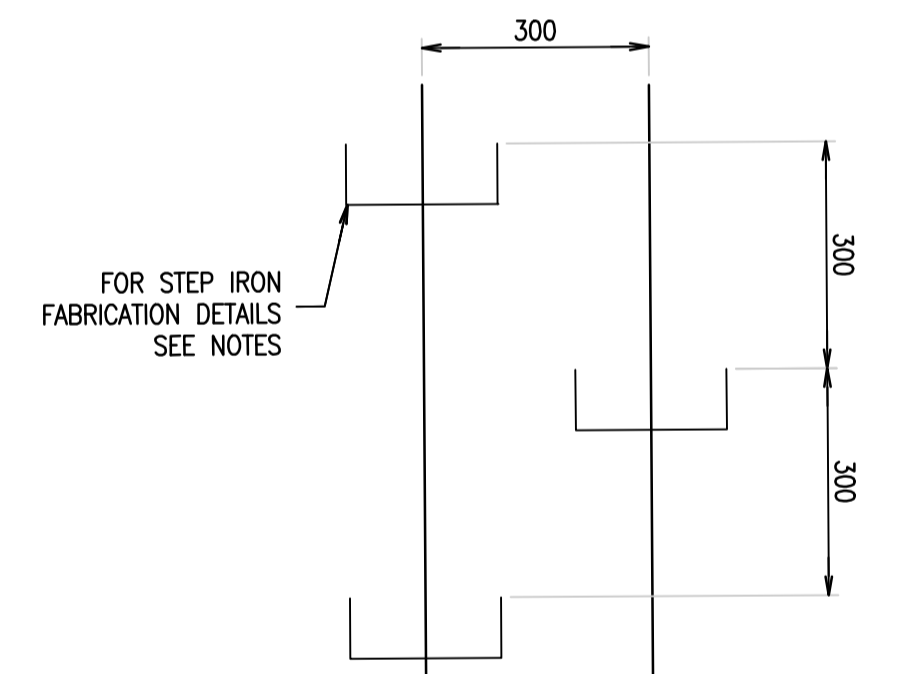 300
300
FOR STEP IRON
FABRICATION DETAILS
SEE NOTES
300